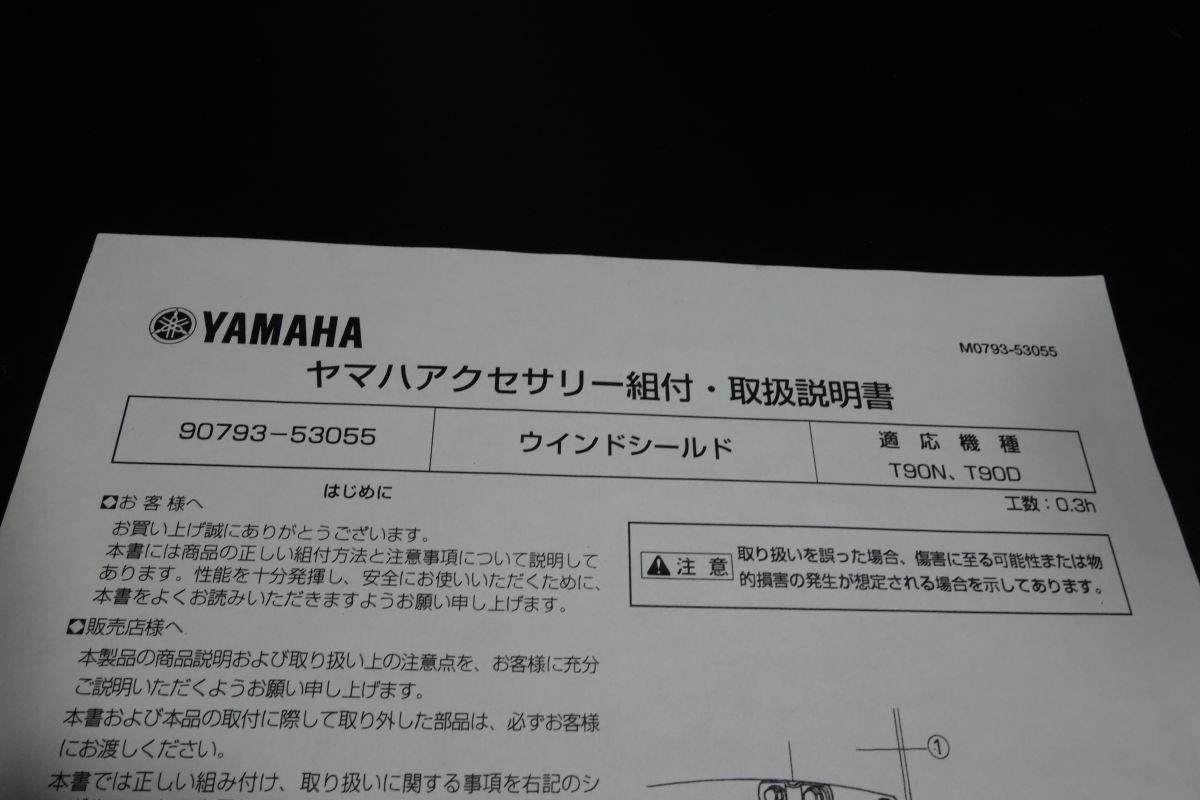 YAMAHA
M0793-53055
ヤマハアクセサリー組付・取扱説明書
90793-53055
ウインドシールド
適応機種
T90N、T90D
工数：0.3h
はじめに
お客様へ
お買い上げ誠にありがとうございます。
本書には商品の正しい組付方法と注意事項について説明して
あります。性能を十分発揮し、安全にお使いいただくために、
本書をよくお読みいただきますようお願い申し上げます。
販売店様へ
本製品の商品説明および取り扱い上の注意点を、お客様に充分
ご説明いただくようお願い申し上げます。
本書および本品の取付に際して取り外した部品は、必ずお客様
にお渡しください。
本書では正しい組み付け、取り扱いに関する事項を右記のシ
注意
取り扱いを誤った場合、傷害に至る可能性または物
的損害の発生が想定される場合を示してあります。
①